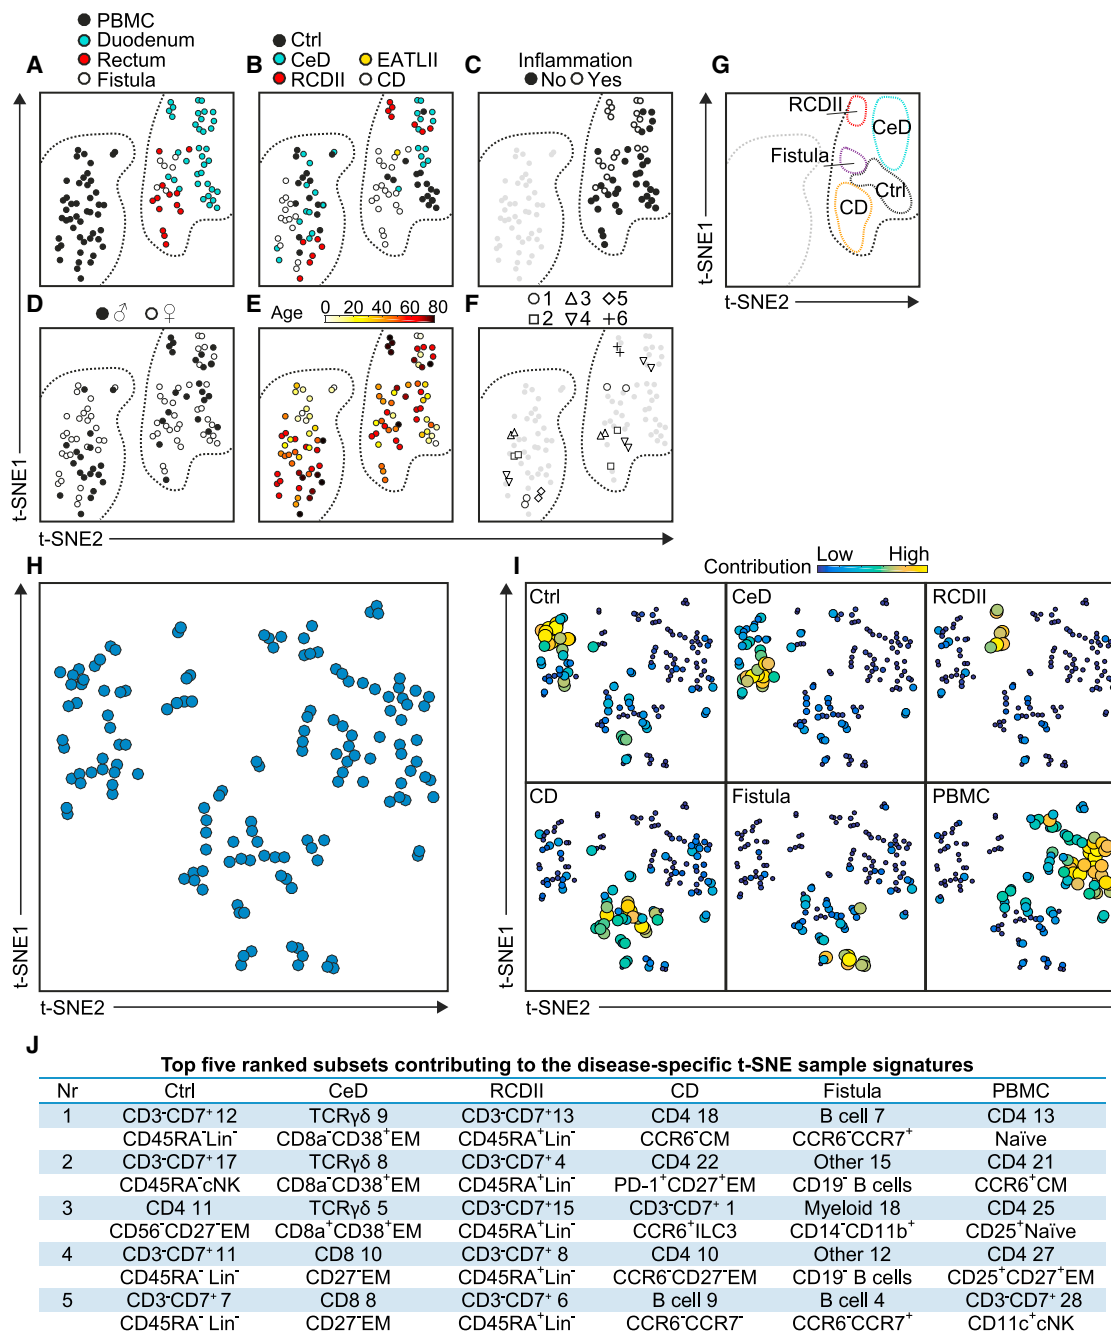 PBMC
Duodenum
Rectum
Fistula
Ctrl
CeD
RCDII
EATLII
CD
Inflammation
No Yes
A
B
C
G
RCDII
CeD
Fistula
Ctrl
CD
t-SNE1
t-SNE2
D ♂ ♀
E Age 0 20 40 60 80
F
1 3 5
2 4 6
t-SNE1
t-SNE2
H
t-SNE1
t-SNE2
I
Contribution Low High
Ctrl
CeD
RCDII
CD
Fistula
PBMC
t-SNE1
t-SNE2
J
Top five ranked subsets contributing to the disease-specific t-SNE sample signatures
Nr Ctrl CeD RCDII CD Fistula PBMC
1 CD3⁻CD7⁺ 12 TCRγδ 9 CD3⁻CD7⁺13 CD4 18 B cell 7 CD4 13
CD45RA⁻Lin⁻ CD8a⁻CD38⁺EM CD45RA⁺Lin⁻ CCR6⁻CM CCR6⁻CCR7⁺ Naïve
2 CD3⁻CD7⁺ 17 TCRγδ 8 CD3⁻CD7⁺ 4 CD4 22 Other 15 CD4 21
CD45RA⁻cNK CD8a⁻CD38⁺EM CD45RA⁺Lin⁻ PD-1⁺CD27⁺EM CD19⁻ B cells CCR6⁺CM
3 CD4 11 TCRγδ 5 CD3⁻CD7⁺15 CD3⁻CD7⁺ 1 Myeloid 18 CD4 25
CD56⁻CD27⁻EM CD8a⁺CD38⁺EM CD45RA⁺Lin⁻ CCR6⁺ILC3 CD14⁻CD11b⁺ CD25⁺Naïve
4 CD3⁻CD7⁺ 11 CD8 10 CD3⁻CD7⁺ 8 CD4 10 Other 12 CD4 27
CD45RA⁻ Lin⁻ CD27⁻EM CD45RA⁺Lin⁻ CCR6⁻CD27⁻EM CD19⁻ B cells CD25⁺CD27⁺EM
5 CD3⁻CD7⁺ 7 CD8 8 CD3⁻CD7⁺ 6 B cell 9 B cell 4 CD3⁻CD7⁺ 28
CD45RA⁻ Lin⁻ CD27⁻EM CD45RA⁺Lin⁻ CCR6⁻CCR7⁻ CCR6⁻CCR7⁺ CD11c⁺cNK